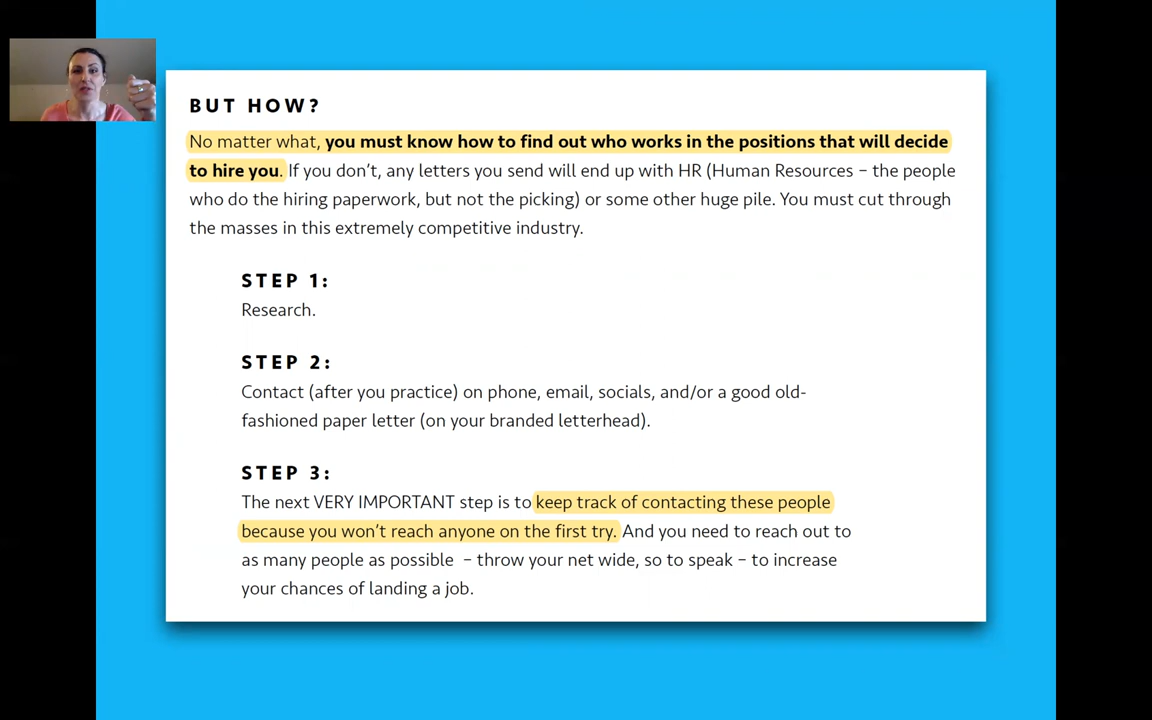 BUT HOW?
No matter what, you must know how to find out who works in the positions that will decide
to hire you. If you don't, any letters you send will end up with HR (Human Resources – the people
who do the hiring paperwork, but not the picking) or some other huge pile. You must cut through
the masses in this extremely competitive industry.
STEP 1:
Research.
STEP 2:
Contact (after you practice) on phone, email, socials, and/or a good old-
fashioned paper letter (on your branded letterhead).
STEP 3:
The next VERY IMPORTANT step is to keep track of contacting these people
because you won't reach anyone on the first try. And you need to reach out to
as many people as possible – throw your net wide, so to speak – to increase
your chances of landing a job.